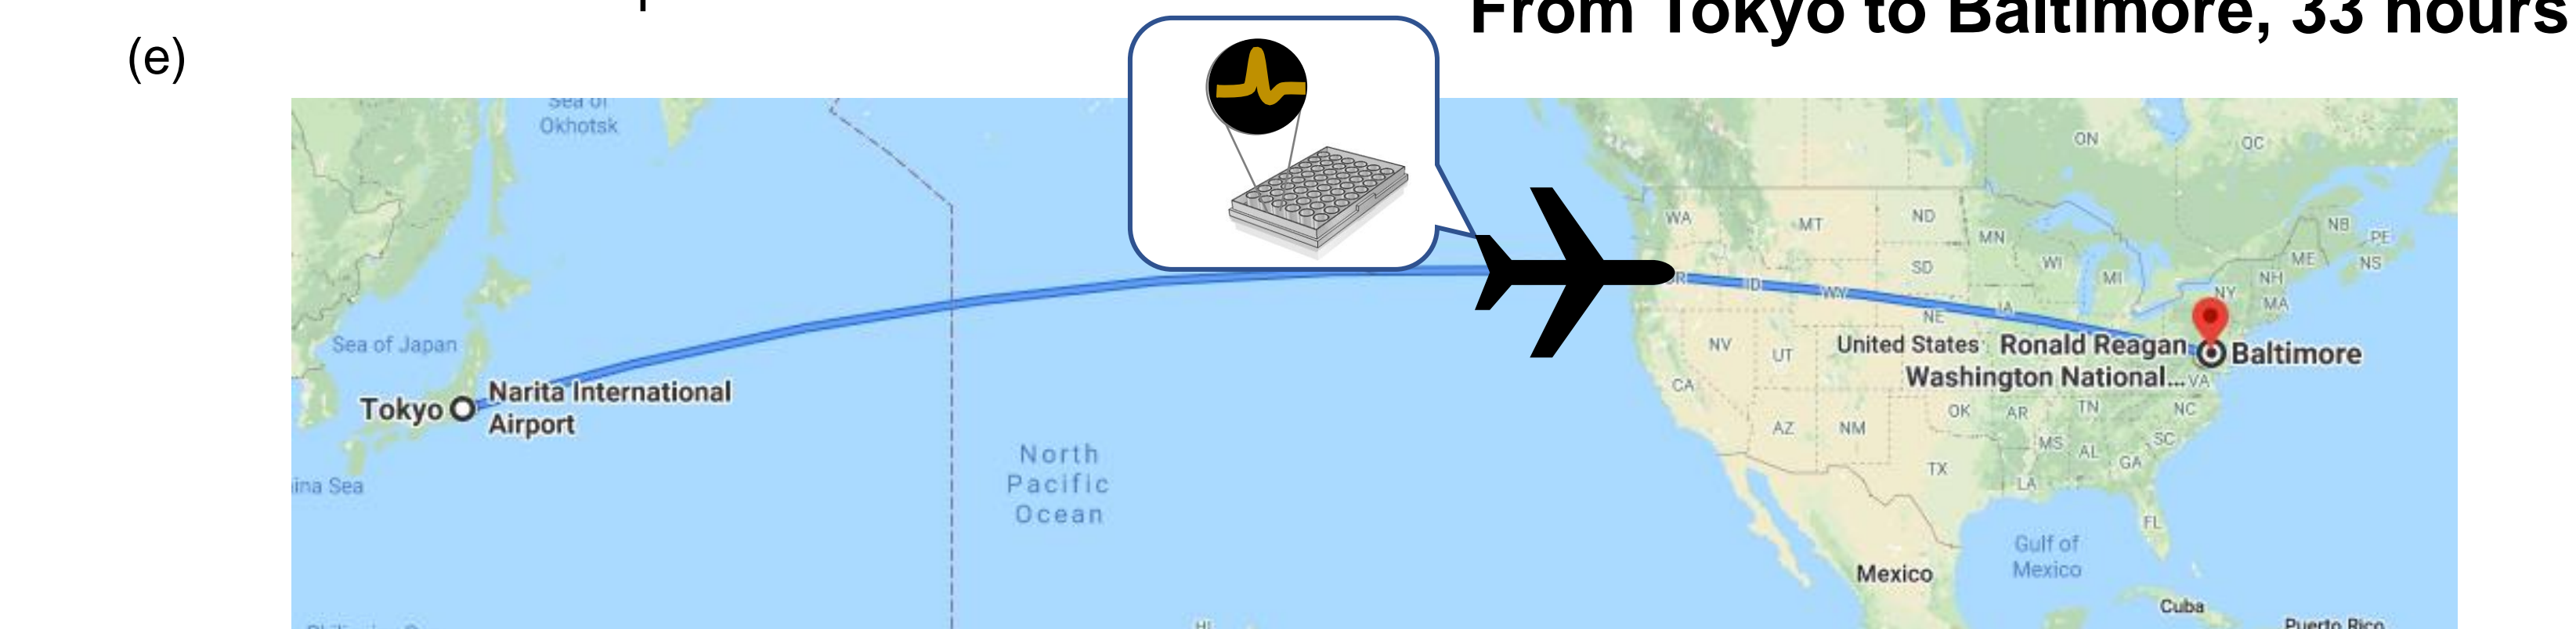 From Tokyo to Baltimore, 33 hours
(e)
Sea of
Okhotsk
ON
QC
WA
MT
ND
MN
NB
PE
ME
NS
WI
SD
MI
NH
ID
WY
NY
MA
IA
NE
Sea of Japan
NV
UT
United States
Ronald Reagan
Washington National...
Baltimore
VA
CA
Narita International
Airport
Tokyo
OK
AR
TN
NC
AZ
NM
MS
AL
SC
GA
TX
LA
North
Pacific
Ocean
ina Sea
FL
Gulf of
Mexico
Mexico
Cuba
Puerto Rico
HI